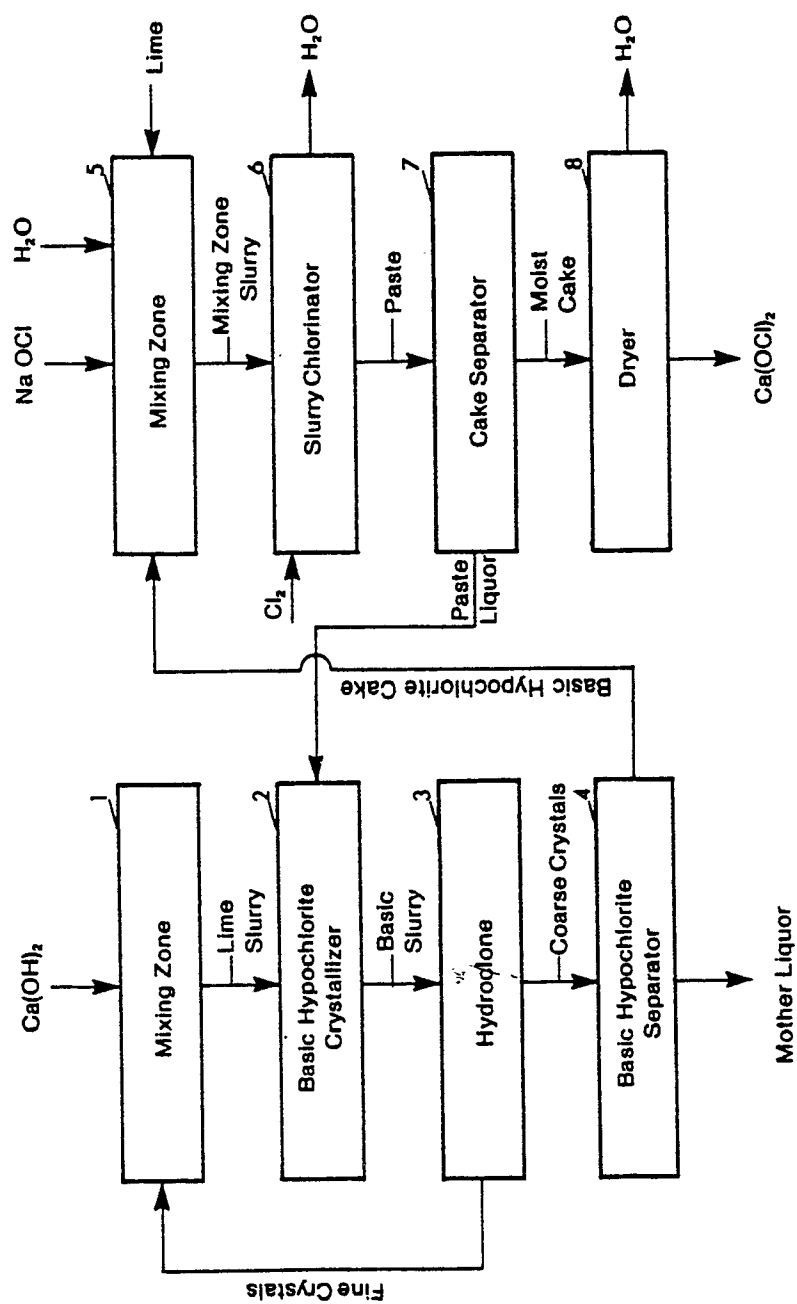 Ca(OH)₂
1
Mixing Zone
Lime
Slurry
2
Basic Hypochlorite
Crystallizer
Basic
Slurry
3
Hydroclone
Fine Crystals
Coarse Crystals
4
Basic Hypochlorite
Separator
Mother Liquor
Basic Hypochlorite Cake
Na OCl
H₂O
Lime
5
Mixing Zone
Mixing Zone
Slurry
Cl₂
6
Slurry Chlorinator
H₂O
Paste
7
Cake Separator
Paste
Liquor
Moist
Cake
8
Dryer
H₂O
Ca(OCl)₂